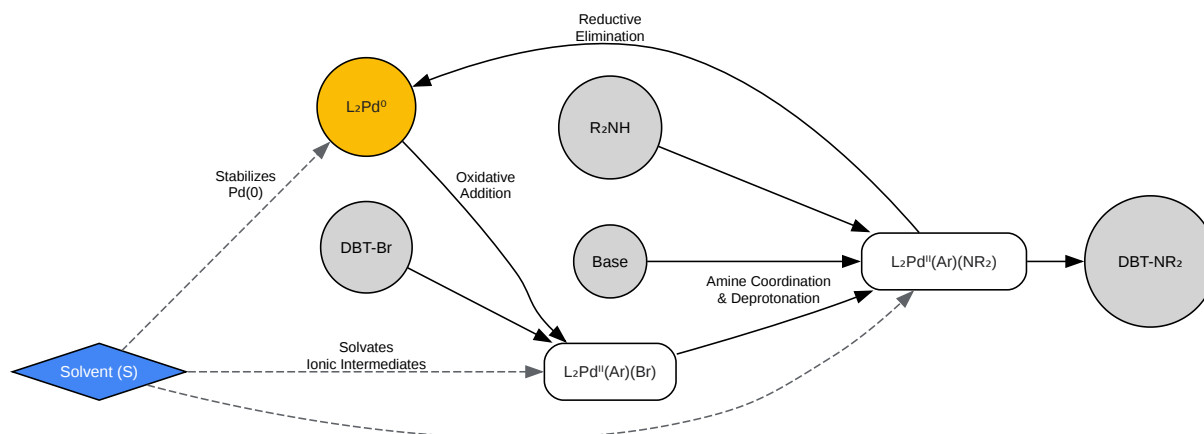 Reductive
Elimination
L₂Pd⁰
R₂NH
Stabilizes
Pd(0)
Oxidative
Addition
DBT-Br
Base
L₂Pdᴵᴵ(Ar)(NR₂)
DBT-NR₂
Amine Coordination
& Deprotonation
Solvent (S)
Solvates
Ionic Intermediates
L₂Pdᴵᴵ(Ar)(Br)